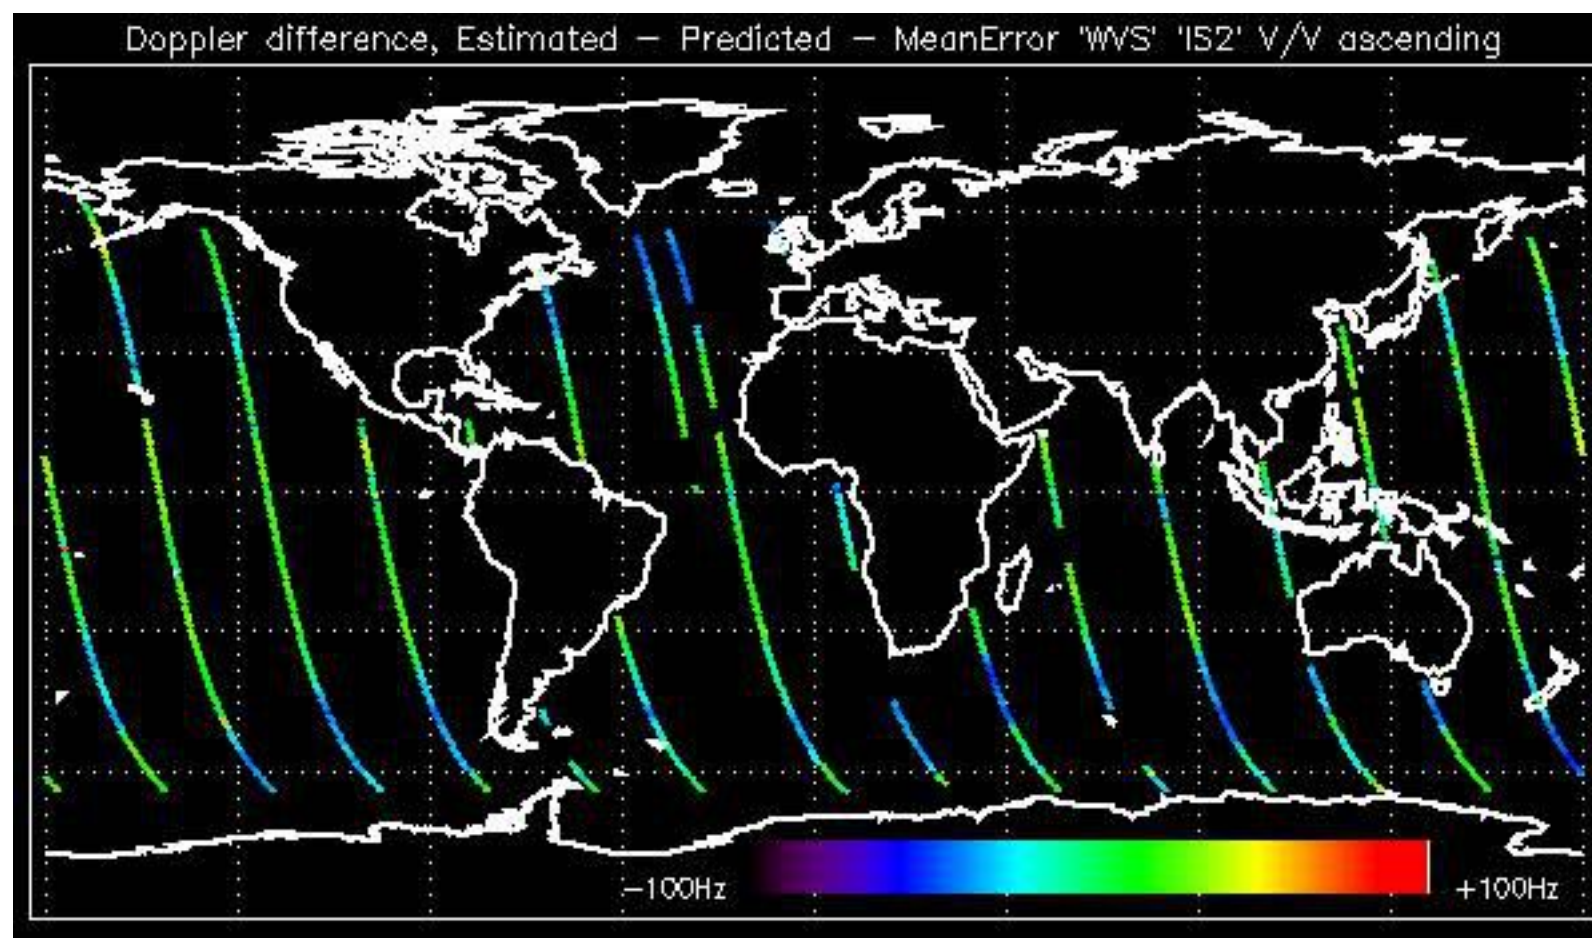 Doppler difference, Estimated – Predicted – MeanError 'WVS' 'IS2' V/V ascending
−100Hz +100Hz